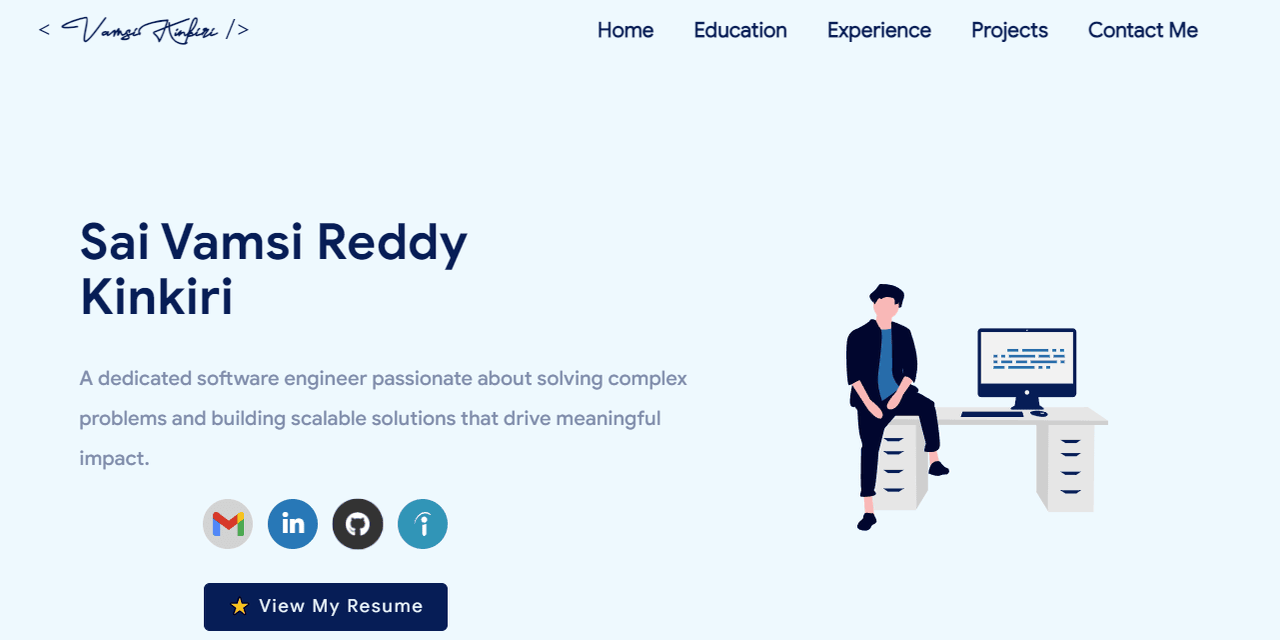 < Vamsi Kinkiri />
Home Education Experience Projects Contact Me
Sai Vamsi Reddy
Kinkiri
A dedicated software engineer passionate about solving complex
problems and building scalable solutions that drive meaningful
impact.
in
View My Resume